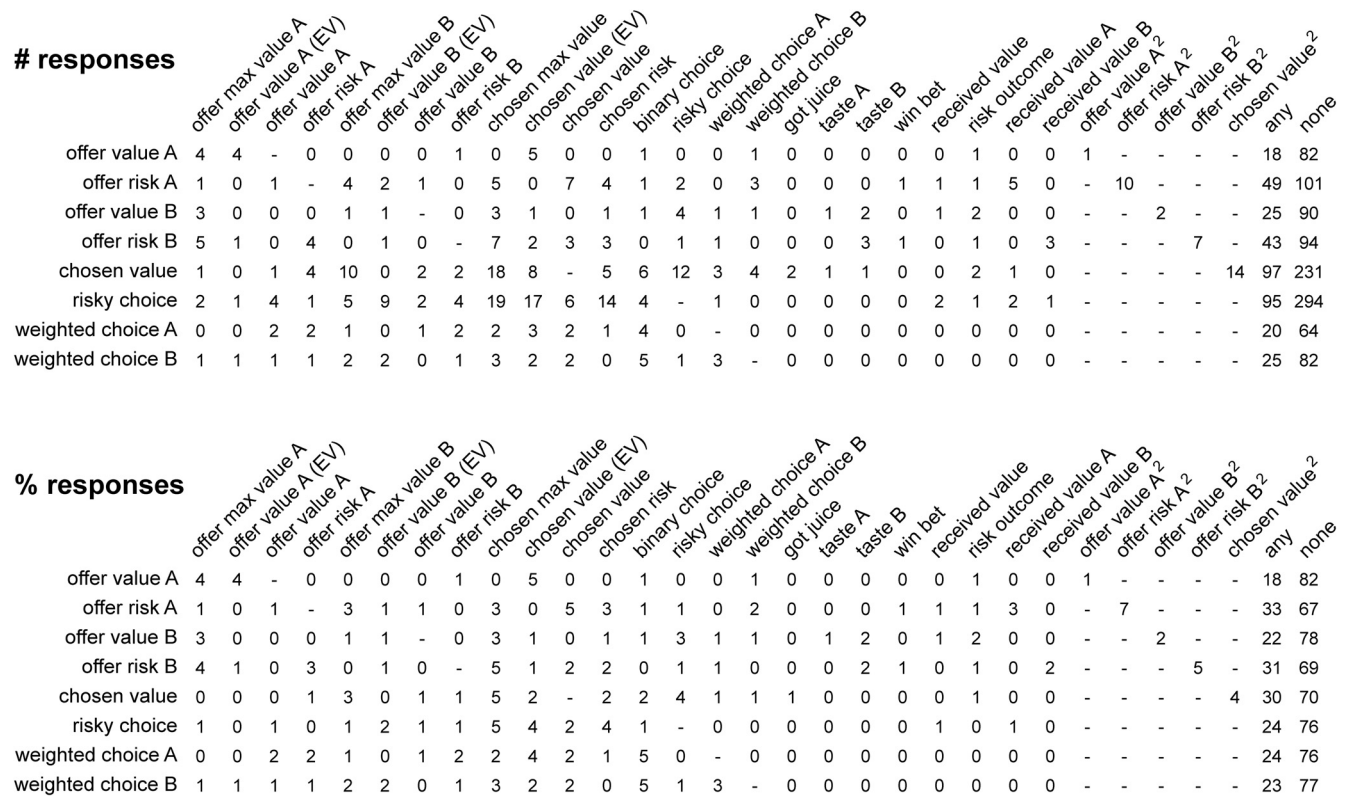 # responses
offer max value A offer value A (EV) offer value A offer risk A offer max value B offer value B (EV) offer value B offer risk B chosen max value chosen value (EV) chosen value chosen risk binary choice risky choice weighted choice A weighted choice B got juice taste A taste B win bet received value risk outcome received value A received value B offer value A² offer risk A² offer value B² offer risk B² chosen value² any none
offer value A 4 4 - 0 0 0 0 1 0 5 0 0 1 0 0 1 0 0 0 0 0 1 0 0 1 - - - - 18 82
offer risk A 1 0 1 - 4 2 1 0 5 0 7 4 1 2 0 3 0 0 0 1 1 1 5 0 - 10 - - - 49 101
offer value B 3 0 0 0 1 1 - 0 3 1 0 1 1 4 1 1 0 1 2 0 1 2 0 0 - - 2 - - 25 90
offer risk B 5 1 0 4 0 1 0 - 7 2 3 3 0 1 1 0 0 0 3 1 0 1 0 3 - - - 7 - 43 94
chosen value 1 0 1 4 10 0 2 2 18 8 - 5 6 12 3 4 2 1 1 0 0 2 1 0 - - - - 14 97 231
risky choice 2 1 4 1 5 9 2 4 19 17 6 14 4 - 1 0 0 0 0 0 2 1 2 1 - - - - - 95 294
weighted choice A 0 0 2 2 1 0 1 2 2 3 2 1 4 0 - 0 0 0 0 0 0 0 0 0 - - - - - 20 64
weighted choice B 1 1 1 1 2 2 0 1 3 2 2 0 5 1 3 - 0 0 0 0 0 0 0 0 - - - - - 25 82
% responses
offer max value A offer value A (EV) offer value A offer risk A offer max value B offer value B (EV) offer value B offer risk B chosen max value chosen value (EV) chosen value chosen risk binary choice risky choice weighted choice A weighted choice B got juice taste A taste B win bet received value risk outcome received value A received value B offer value A² offer risk A² offer value B² offer risk B² chosen value² any none
offer value A 4 4 - 0 0 0 0 1 0 5 0 0 1 0 0 1 0 0 0 0 0 1 0 0 1 - - - - 18 82
offer risk A 1 0 1 - 3 1 1 0 3 0 5 3 1 1 0 2 0 0 0 1 1 1 3 0 - 7 - - - 33 67
offer value B 3 0 0 0 1 1 - 0 3 1 0 1 1 3 1 1 0 1 2 0 1 2 0 0 - - 2 - - 22 78
offer risk B 4 1 0 3 0 1 0 - 5 1 2 2 0 1 1 0 0 0 2 1 0 1 0 2 - - - 5 - 31 69
chosen value 0 0 0 1 3 0 1 1 5 2 - 2 2 4 1 1 1 0 0 0 0 1 0 0 - - - - 4 30 70
risky choice 1 0 1 0 1 2 1 1 5 4 2 4 1 - 0 0 0 0 0 0 1 0 1 0 - - - - - 24 76
weighted choice A 0 0 2 2 1 0 1 2 2 4 2 1 5 0 - 0 0 0 0 0 0 0 0 0 - - - - - 24 76
weighted choice B 1 1 1 1 2 2 0 1 3 2 2 0 5 1 3 - 0 0 0 0 0 0 0 0 - - - - - 23 77